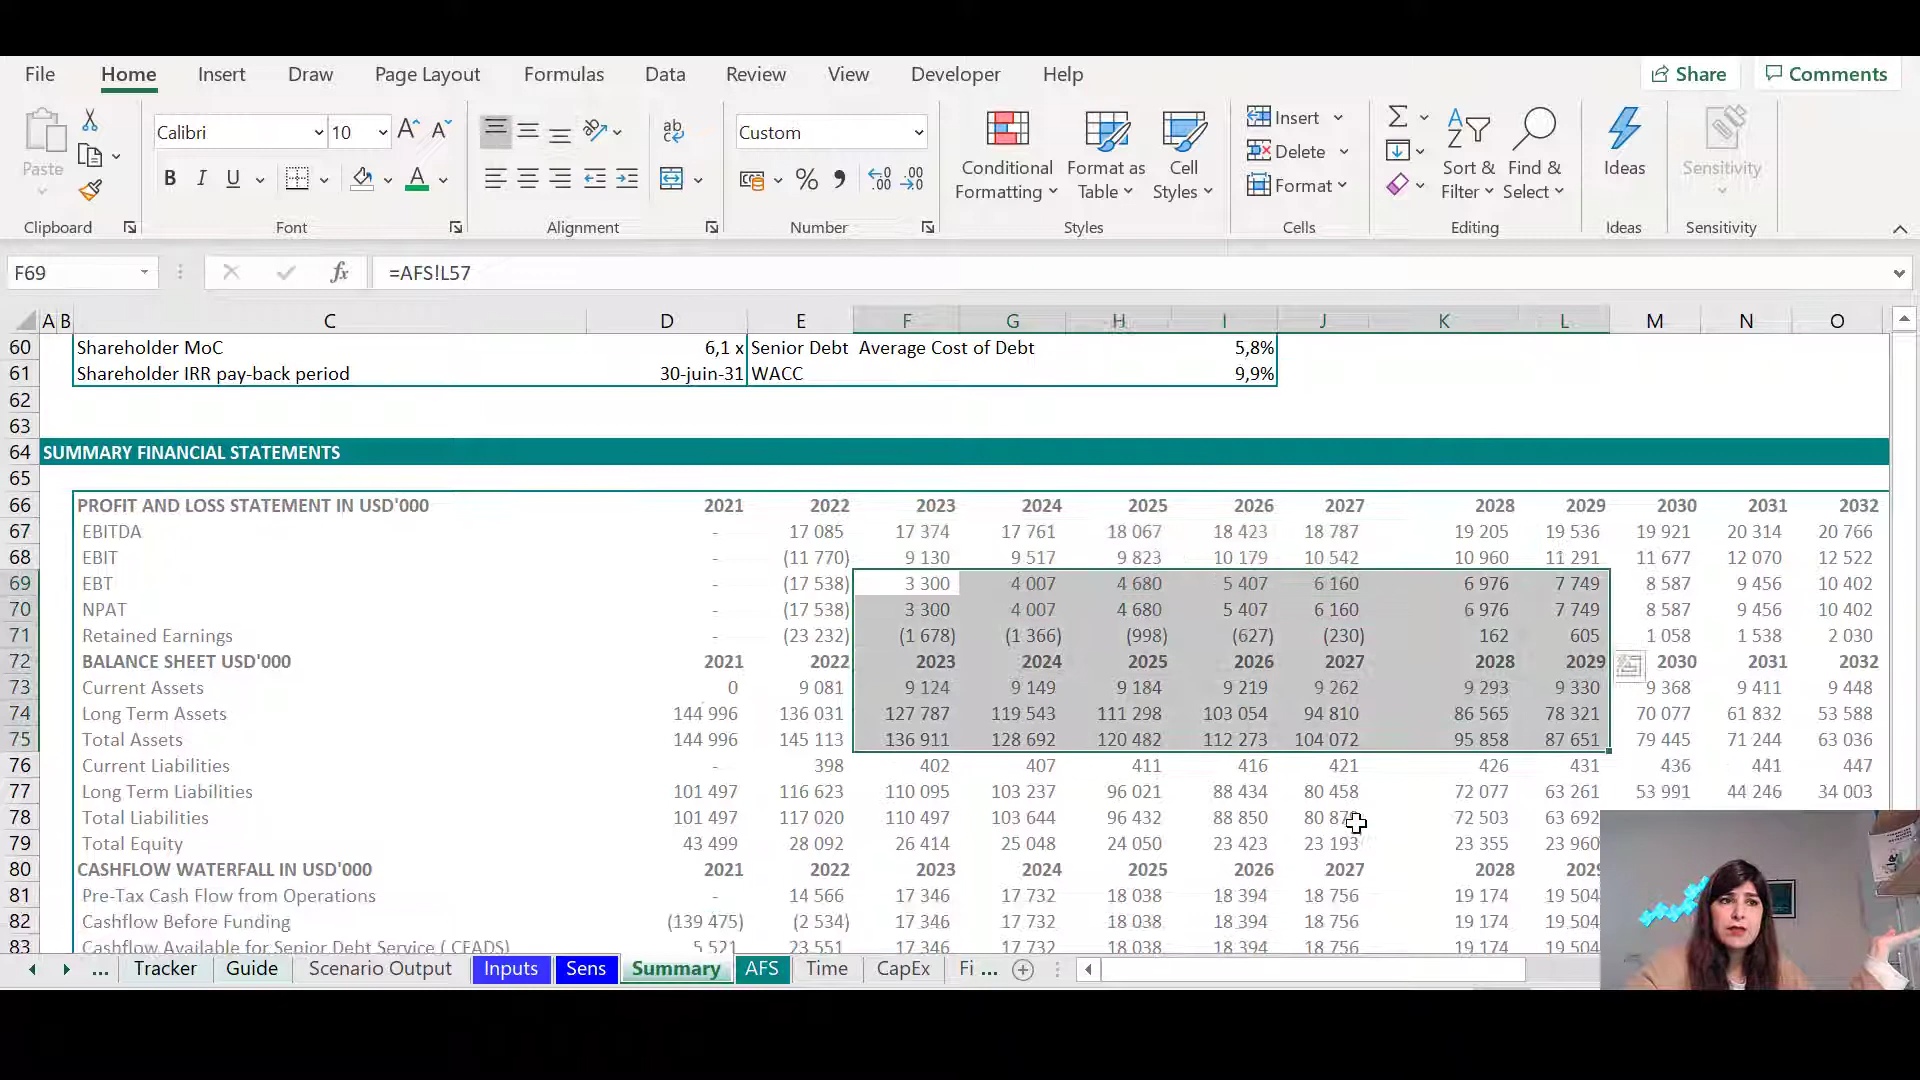 File Home Insert Draw Page Layout Formulas Data Review View Developer Help Share Comments
Calibri 10 Custom
Paste Conditional Formatting Format as Table Cell Styles Insert Delete Format Sort & Filter Find & Select Ideas Sensitivity
Clipboard Font Alignment Number Styles Cells Editing Ideas Sensitivity
F69 fx =AFS!L57
A B C D E F G H I J K L M N O
60 Shareholder MoC 6,1 x Senior Debt Average Cost of Debt 5,8%
61 Shareholder IRR pay-back period 30-juin-31 WACC 9,9%
62
63
64 SUMMARY FINANCIAL STATEMENTS
65
66 PROFIT AND LOSS STATEMENT IN USD'000 2021 2022 2023 2024 2025 2026 2027 2028 2029 2030 2031 2032
67 EBITDA - 17 085 17 374 17 761 18 067 18 423 18 787 19 205 19 536 19 921 20 314 20 766
68 EBIT - (11 770) 9 130 9 517 9 823 10 179 10 542 10 960 11 291 11 677 12 070 12 522
69 EBT - (17 538) 3 300 4 007 4 680 5 407 6 160 6 976 7 749 8 587 9 456 10 402
70 NPAT - (17 538) 3 300 4 007 4 680 5 407 6 160 6 976 7 749 8 587 9 456 10 402
71 Retained Earnings - (23 232) (1 678) (1 366) (998) (627) (230) 162 605 1 058 1 538 2 030
72 BALANCE SHEET USD'000 2021 2022 2023 2024 2025 2026 2027 2028 2029 2030 2031 2032
73 Current Assets 0 9 081 9 124 9 149 9 184 9 219 9 262 9 293 9 330 9 368 9 411 9 448
74 Long Term Assets 144 996 136 031 127 787 119 543 111 298 103 054 94 810 86 565 78 321 70 077 61 832 53 588
75 Total Assets 144 996 145 113 136 911 128 692 120 482 112 273 104 072 95 858 87 651 79 445 71 244 63 036
76 Current Liabilities - 398 402 407 411 416 421 426 431 436 441 447
77 Long Term Liabilities 101 497 116 623 110 095 103 237 96 021 88 434 80 458 72 077 63 261 53 991 44 246 34 003
78 Total Liabilities 101 497 117 020 110 497 103 644 96 432 88 850 80 72 503 63 692
79 Total Equity 43 499 28 092 26 414 25 048 24 050 23 423 23 193 23 355 23 960
80 CASHFLOW WATERFALL IN USD'000 2021 2022 2023 2024 2025 2026 2027 2028 2029
81 Pre-Tax Cash Flow from Operations - 14 566 17 346 17 732 18 038 18 394 18 756 19 174 19 504
82 Cashflow Before Funding (139 475) (2 534) 17 346 17 732 18 038 18 394 18 756 19 174 19 504
83 Cashflow Available for Senior Debt Service ( CFADS) 5 521 23 551 17 346 17 732 18 038 18 394 18 756 19 174 19 504
... Tracker Guide Scenario Output Inputs Sens Summary AFS Time CapEx Fi ...